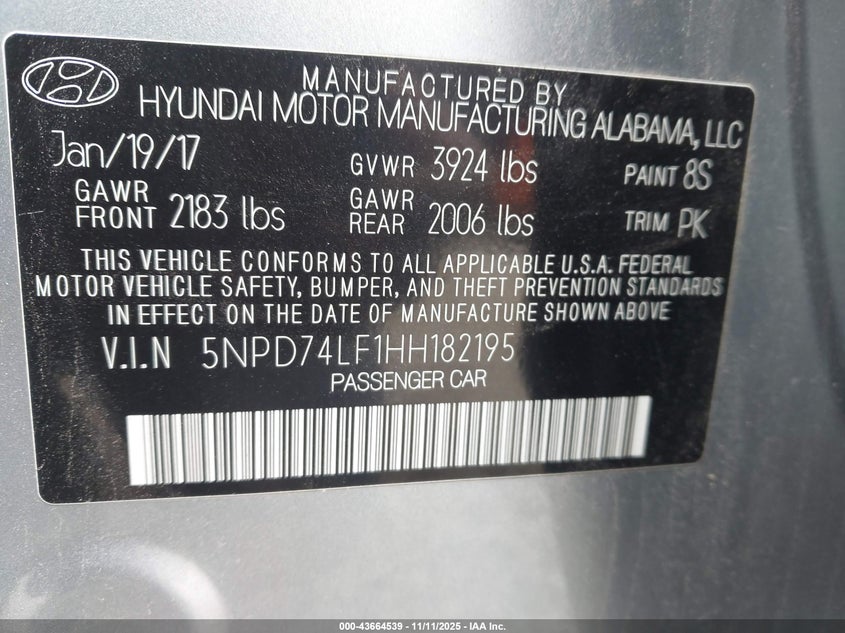 MANUFACTURED BY
HYUNDAI MOTOR MANUFACTURING ALABAMA, LLC
Jan/19/17 GVWR 3924 lbs PAINT 8S
GAWR FRONT 2183 lbs GAWR REAR 2006 lbs TRIM PK
THIS VEHICLE CONFORMS TO ALL APPLICABLE U.S.A. FEDERAL
MOTOR VEHICLE SAFETY, BUMPER, AND THEFT PREVENTION STANDARDS
IN EFFECT ON THE DATE OF MANUFACTURE SHOWN ABOVE
V.I.N 5NPD74LF1HH182195
PASSENGER CAR
000-43664539 - 11/11/2025 - IAA Inc.